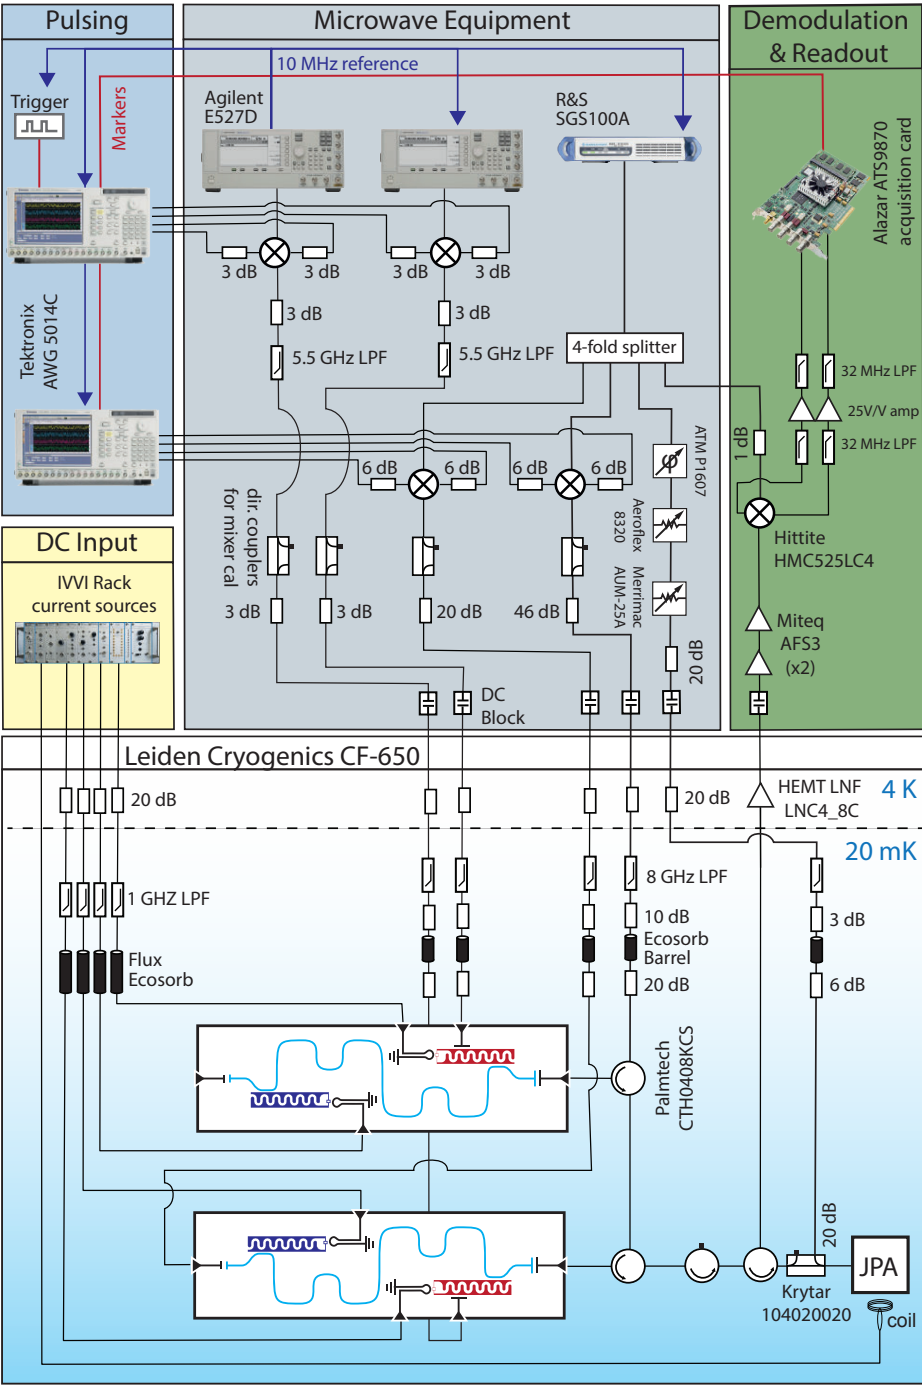 Pulsing
Microwave Equipment
Demodulation
& Readout
10 MHz reference
Trigger
Markers
Agilent
E527D
R&S
SGS100A
Alazar ATS9870
acquisition card
Tektronix
AWG 5014C
3 dB
3 dB
3 dB
3 dB
3 dB
3 dB
5.5 GHz LPF
5.5 GHz LPF
4-fold splitter
32 MHz LPF
25V/V amp
32 MHz LPF
1 dB
ATM P1607
φ
6 dB
6 dB
6 dB
6 dB
dir. couplers
for mixer cal
Aeroflex
8320
Merrimac
AUM-25A
Hittite
HMC525LC4
3 dB
3 dB
20 dB
46 dB
20 dB
Miteq
AFS3
(x2)
DC
Block
DC Input
IVVI Rack
current sources
Leiden Cryogenics CF-650
20 dB
20 dB
HEMT LNF
LNC4_8C
4 K
20 mK
1 GHZ LPF
8 GHz LPF
10 dB
3 dB
Flux
Ecosorb
Ecosorb
Barrel
20 dB
6 dB
Palmtech
CTH0408KCS
20 dB
Krytar
104020020
JPA
coil